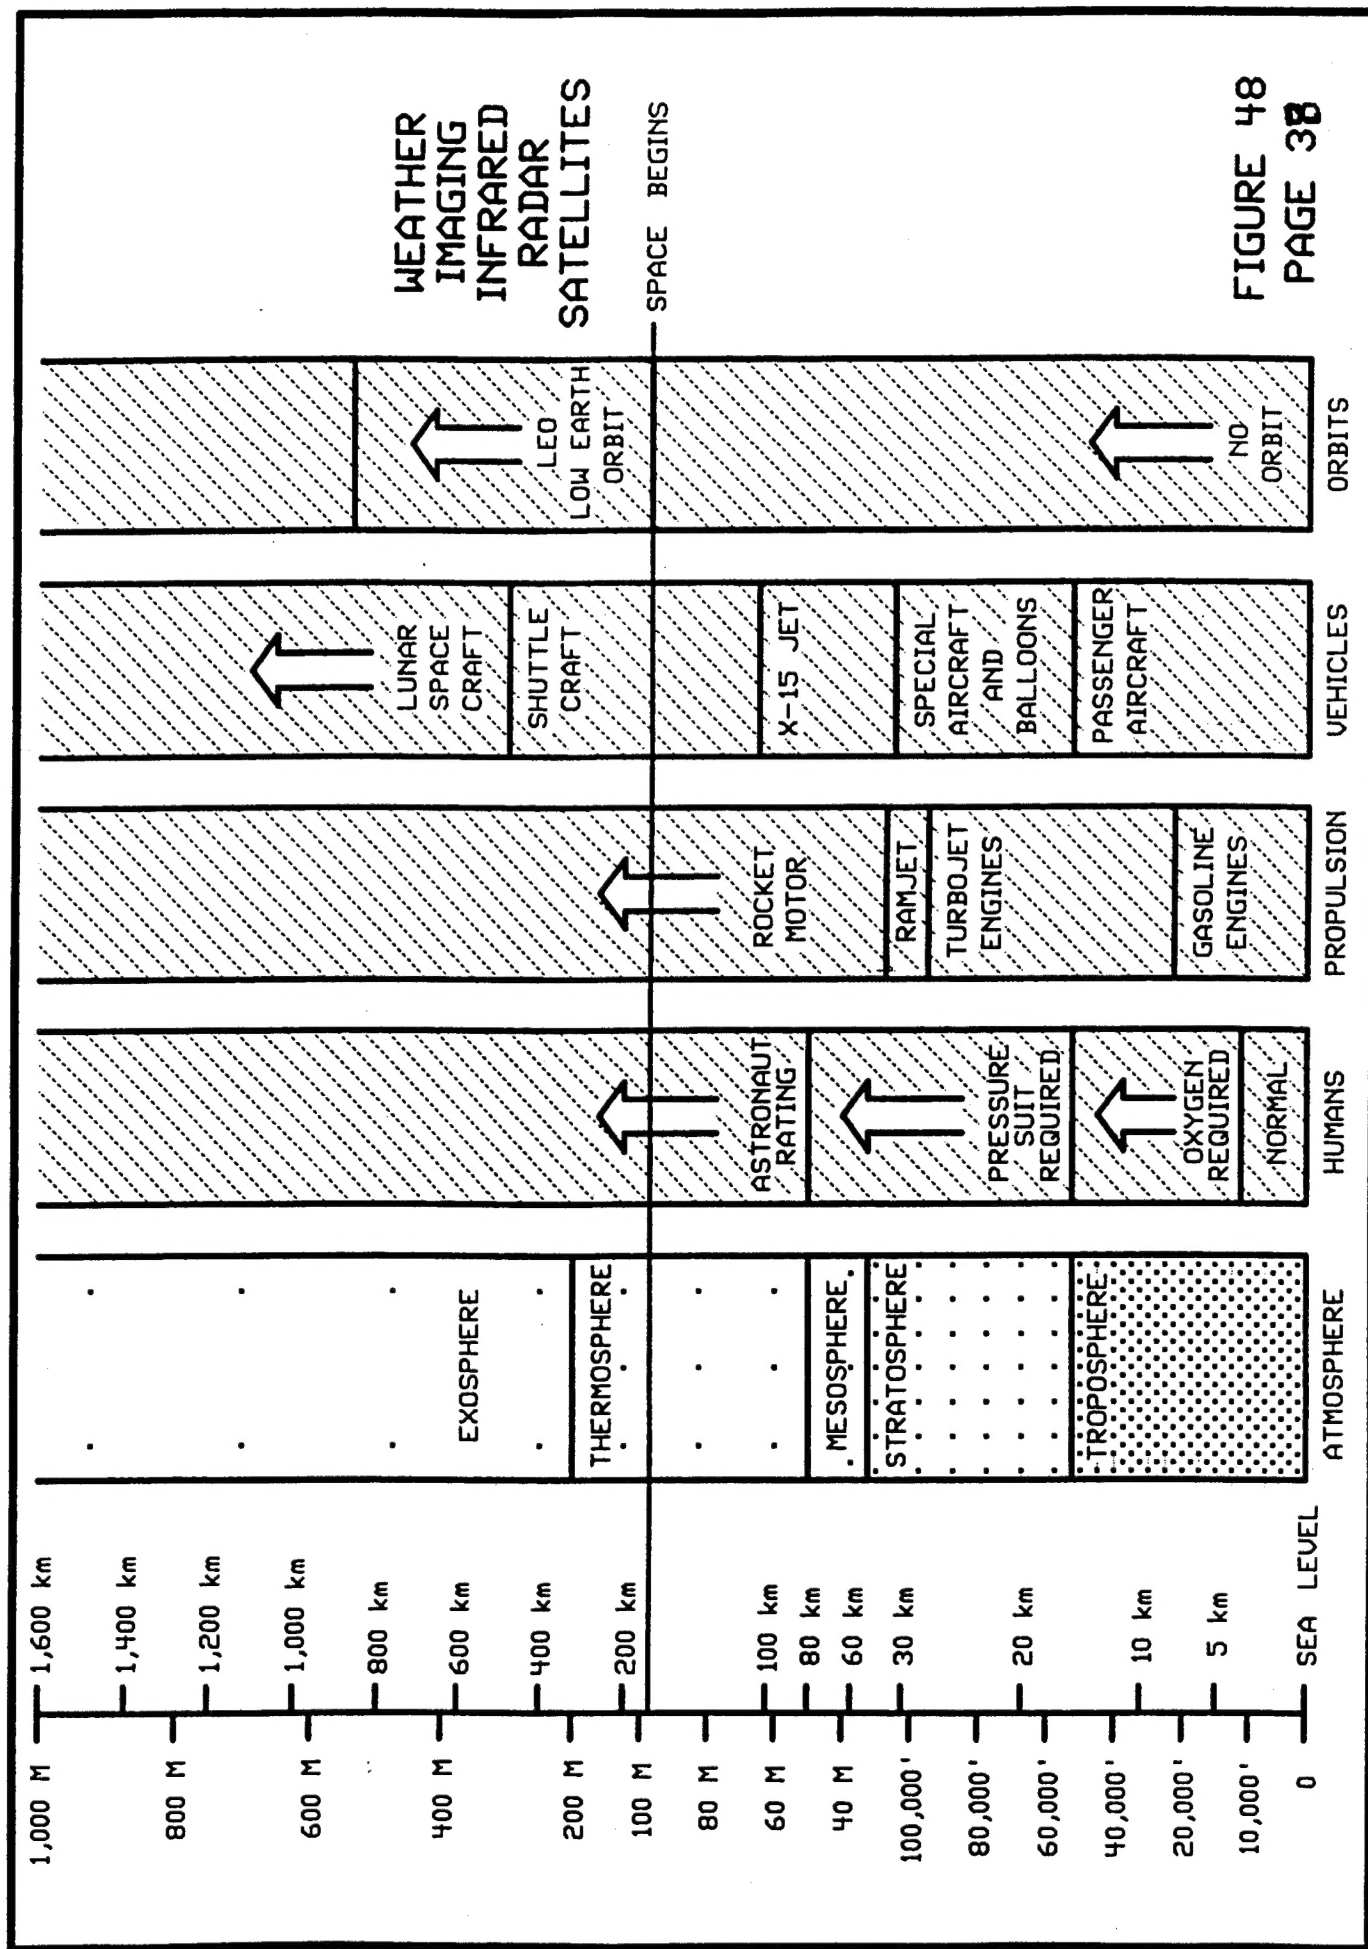 1,000 M
800 M
600 M
400 M
200 M
100 M
80 M
60 M
40 M
100,000'
80,000'
60,000'
40,000'
20,000'
10,000'
0
1,600 km
1,400 km
1,200 km
1,000 km
800 km
600 km
400 km
200 km
100 km
80 km
60 km
30 km
20 km
10 km
5 km
SEA LEVEL
EXOSPHERE
THERMOSPHERE
MESOSPHERE
STRATOSPHERE
TROPOSPHERE
ATMOSPHERE
ASTRONAUT
RATING
PRESSURE
SUIT
REQUIRED
OXYGEN
REQUIRED
NORMAL
HUMANS
ROCKET
MOTOR
RAMJET
TURBOJET
ENGINES
GASOLINE
ENGINES
PROPULSION
LUNAR
SPACE
CRAFT
SHUTTLE
CRAFT
X-15 JET
SPECIAL
AIRCRAFT
AND
BALLOONS
PASSENGER
AIRCRAFT
VEHICLES
LEO
LOW EARTH
ORBIT
NO
ORBIT
ORBITS
WEATHER
IMAGING
INFRARED
RADAR
SATELLITES
SPACE BEGINS
FIGURE 48
PAGE